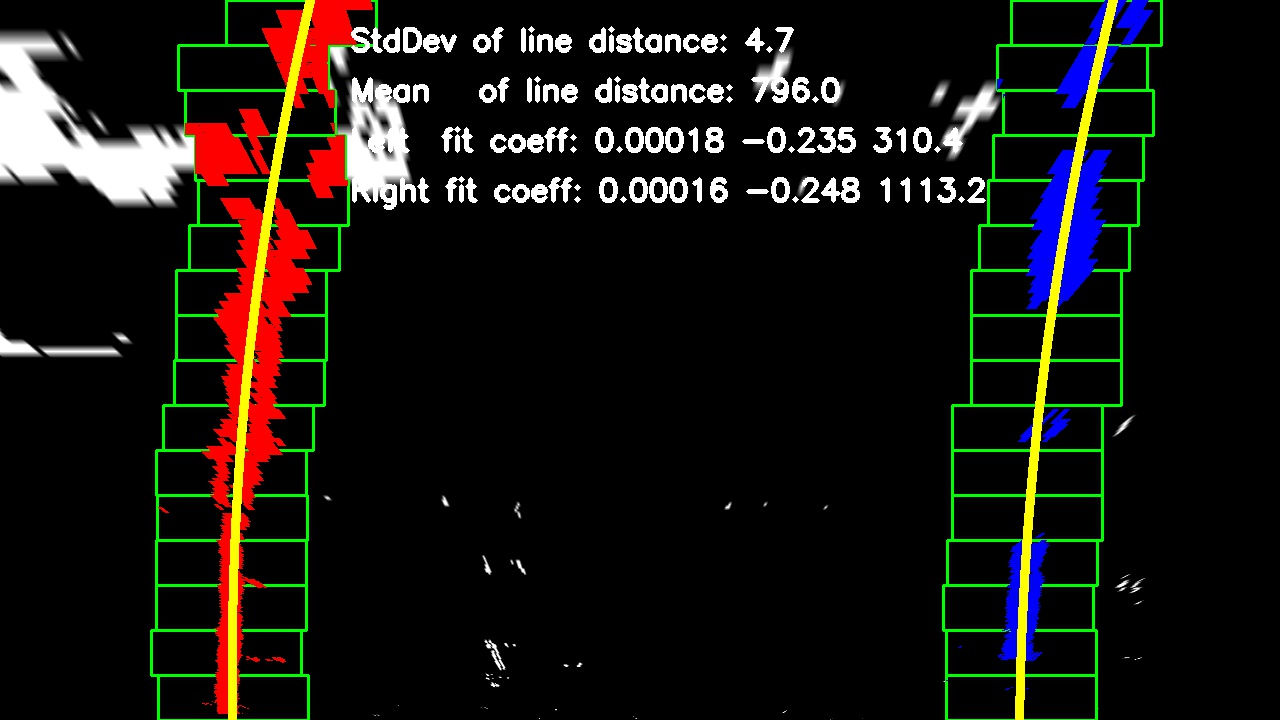 StdDev of line distance: 4.7
Mean of line distance: 796.0
Left fit coeff: 0.00018 -0.235 310.4
Right fit coeff: 0.00016 -0.248 1113.2